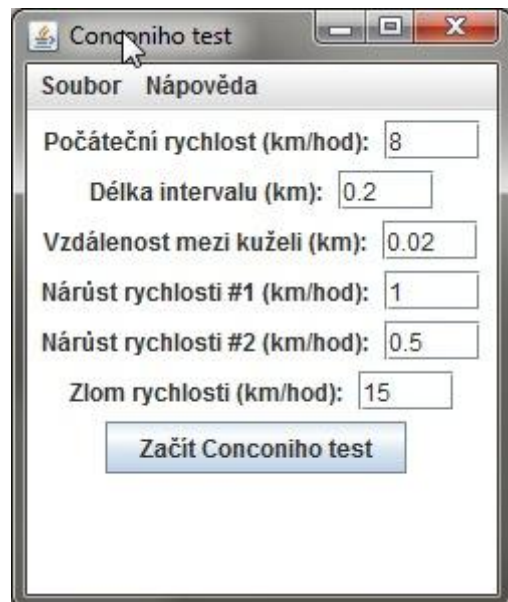 Conconiho test
Soubor Nápověda
Počáteční rychlost (km/hod): 8
Délka intervalu (km): 0.2
Vzdálenost mezi kuželi (km): 0.02
Nárůst rychlosti #1 (km/hod): 1
Nárůst rychlosti #2 (km/hod): 0.5
Zlom rychlosti (km/hod): 15
Začít Conconiho test